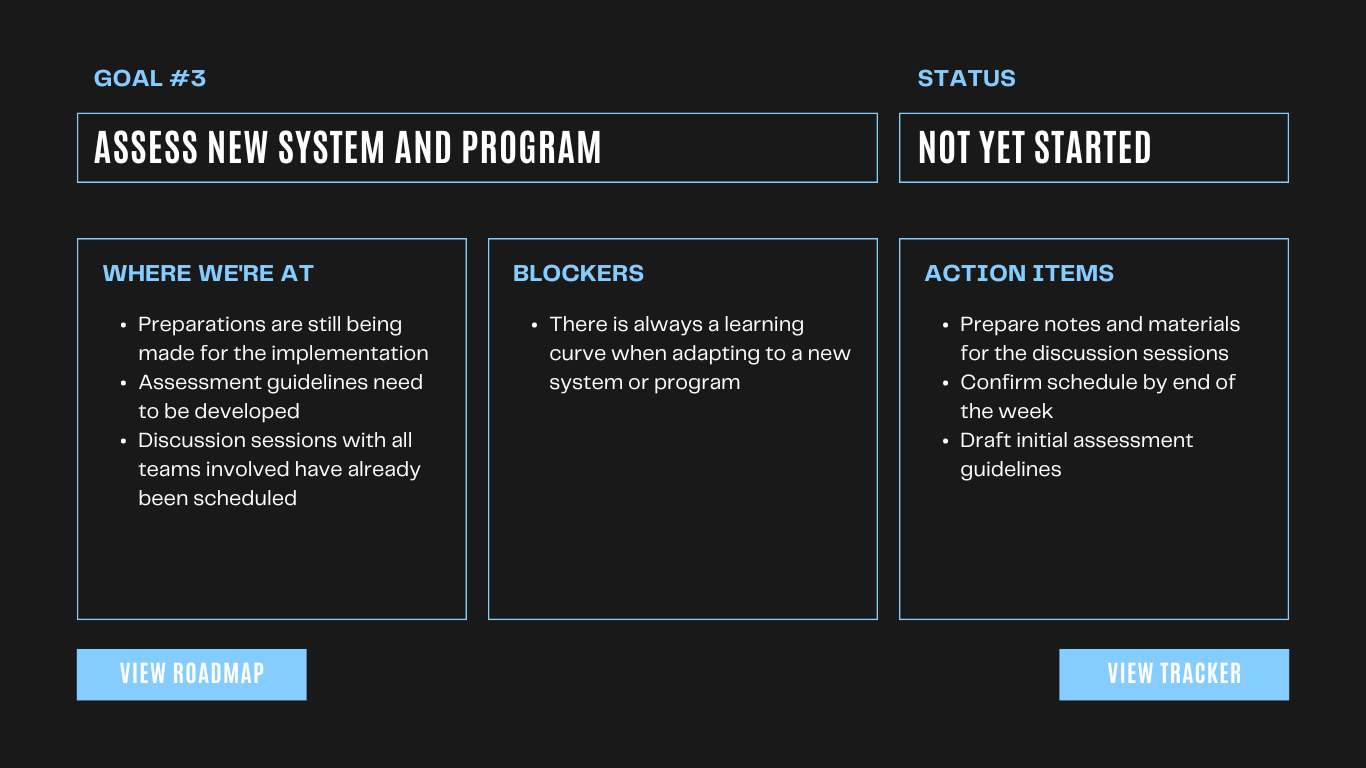 GOAL #3
STATUS
ASSESS NEW SYSTEM AND PROGRAM
NOT YET STARTED
WHERE WE'RE AT
• Preparations are still being
made for the implementation
• Assessment guidelines need
to be developed
• Discussion sessions with all
teams involved have already
been scheduled
BLOCKERS
• There is always a learning
curve when adapting to a new
system or program
ACTION ITEMS
• Prepare notes and materials
for the discussion sessions
• Confirm schedule by end of
the week
• Draft initial assessment
guidelines
VIEW ROADMAP
VIEW TRACKER